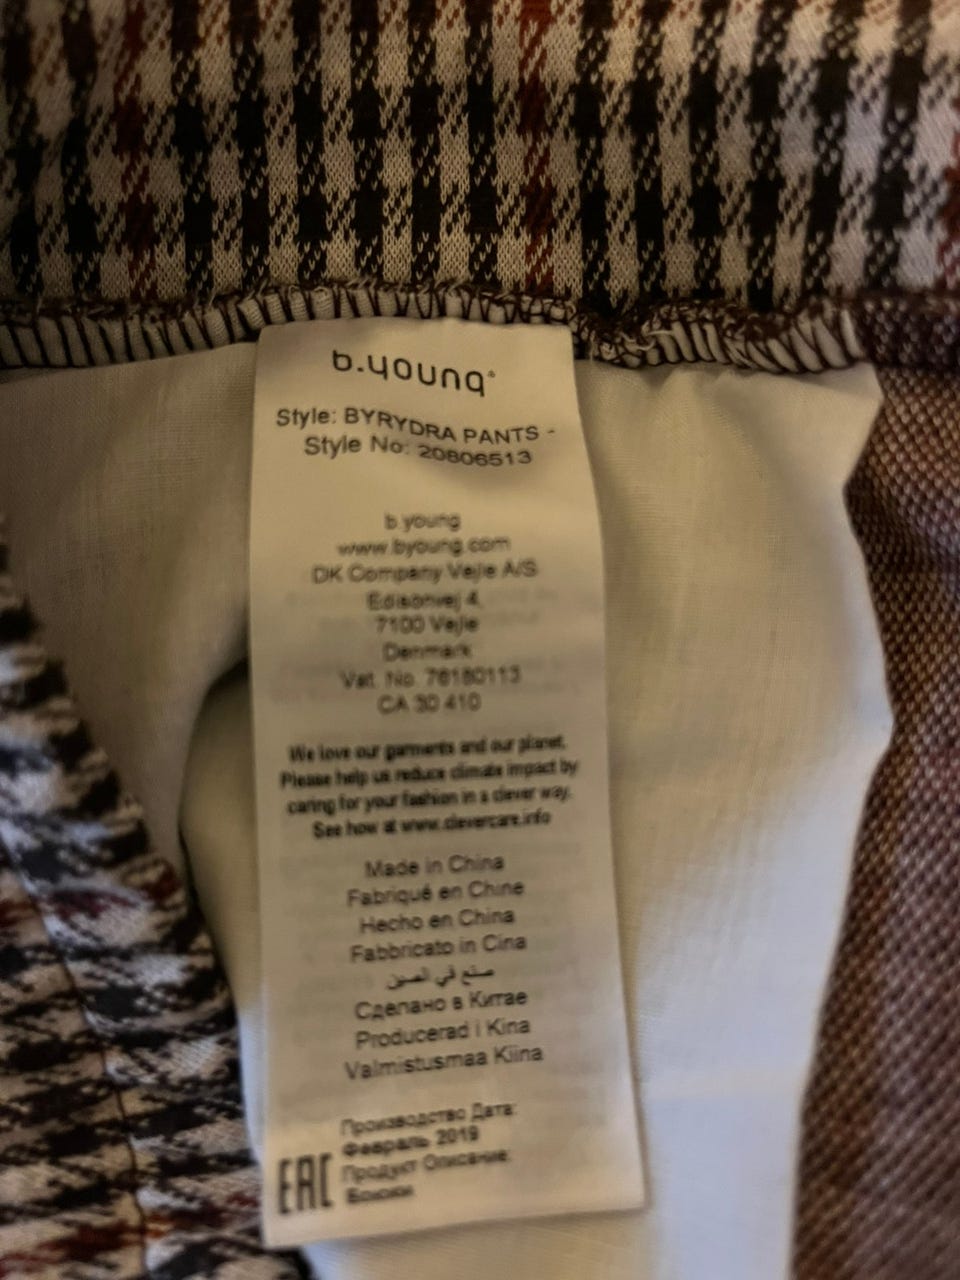 b.young®
Style: BYRYDRA PANTS -
Style No: 20806513
b.young
www.byoung.com
DK Company Vejle A/S
Edisonvej 4,
7100 Vejle
Denmark
Vat. No. 76180113
CA 30 410
We love our garments and our planet.
Please help us reduce climate impact by
caring for your fashion in a clever way.
See how at www.clevercare.info
Made in China
Fabriqué en Chine
Hecho en China
Fabbricato in Cina
صنع في الصين
Сделано в Китае
Producerad i Kina
Valmistusmaa Kiina
Производство Дата:
Февраль 2019
Продукт Описание:
EAC Брюки